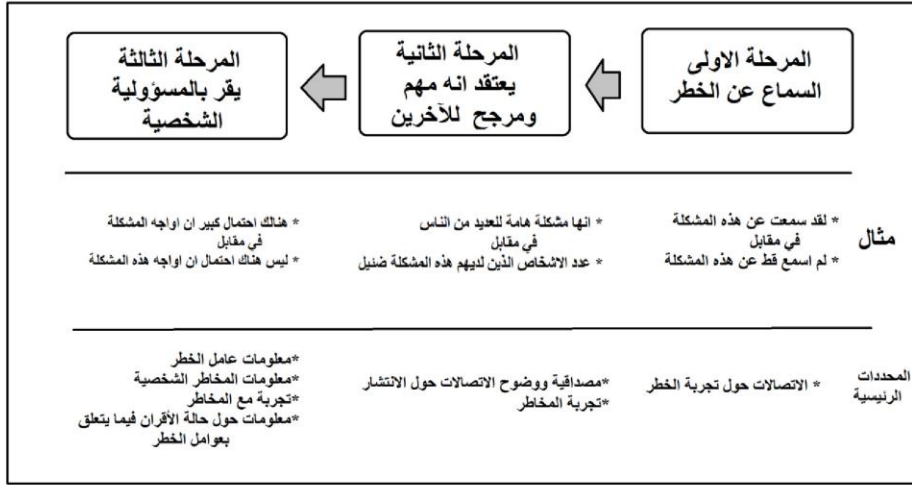 المرحلة الاولى
السماع عن الخطر
المرحلة الثانية
يعتقد انه مهم
ومرجح للآخرين
المرحلة الثالثة
يقر بالمسؤولية
الشخصية
مثال
* لقد سمعت عن هذه المشكلة
في مقابل
* لم اسمع قط عن هذه المشكلة
* انها مشكلة هامة للعديد من الناس
في مقابل
* عدد الاشخاص الذين لديهم هذه المشكلة ضئيل
* هنالك احتمال كبير ان اواجه المشكلة
في مقابل
* ليس هناك احتمال ان اواجه هذه المشكلة
المحددات
الرئيسية
* الاتصالات حول تجربة الخطر
*مصداقية ووضوح الاتصالات حول الانتشار
*تجربة المخاطر
*معلومات عامل الخطر
*معلومات المخاطر الشخصية
*تجربة مع المخاطر
*معلومات حول حالة الأقران فيما يتعلق
بعوامل الخطر